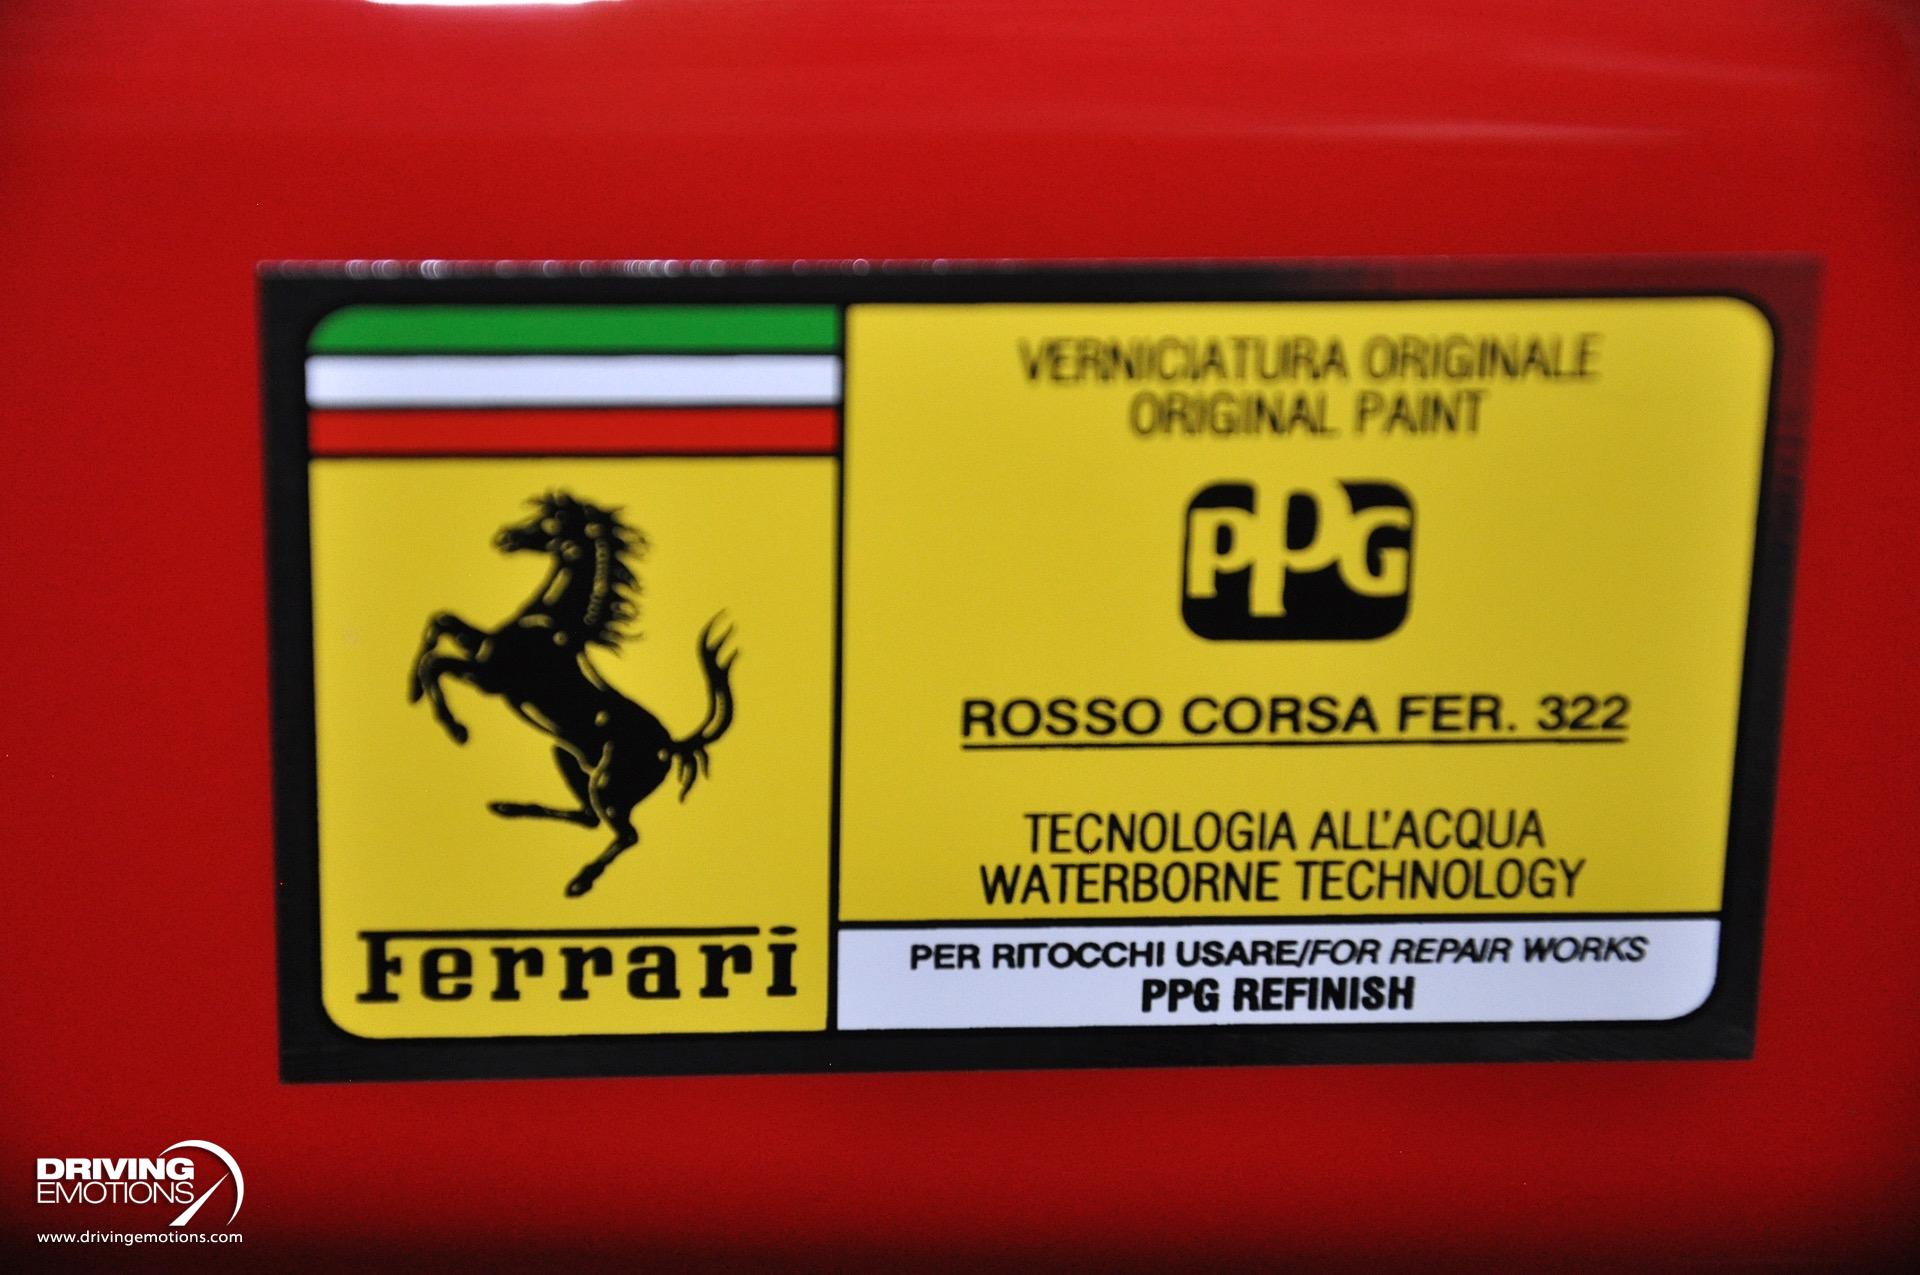 VERNICIATURA ORIGINALE
ORIGINAL PAINT
PPG
ROSSO CORSA FER. 322
TECNOLOGIA ALL'ACQUA
WATERBORNE TECHNOLOGY
Ferrari
PER RITOCCHI USARE/FOR REPAIR WORKS
PPG REFINISH
DRIVING
EMOTIONS
www.drivingemotions.com